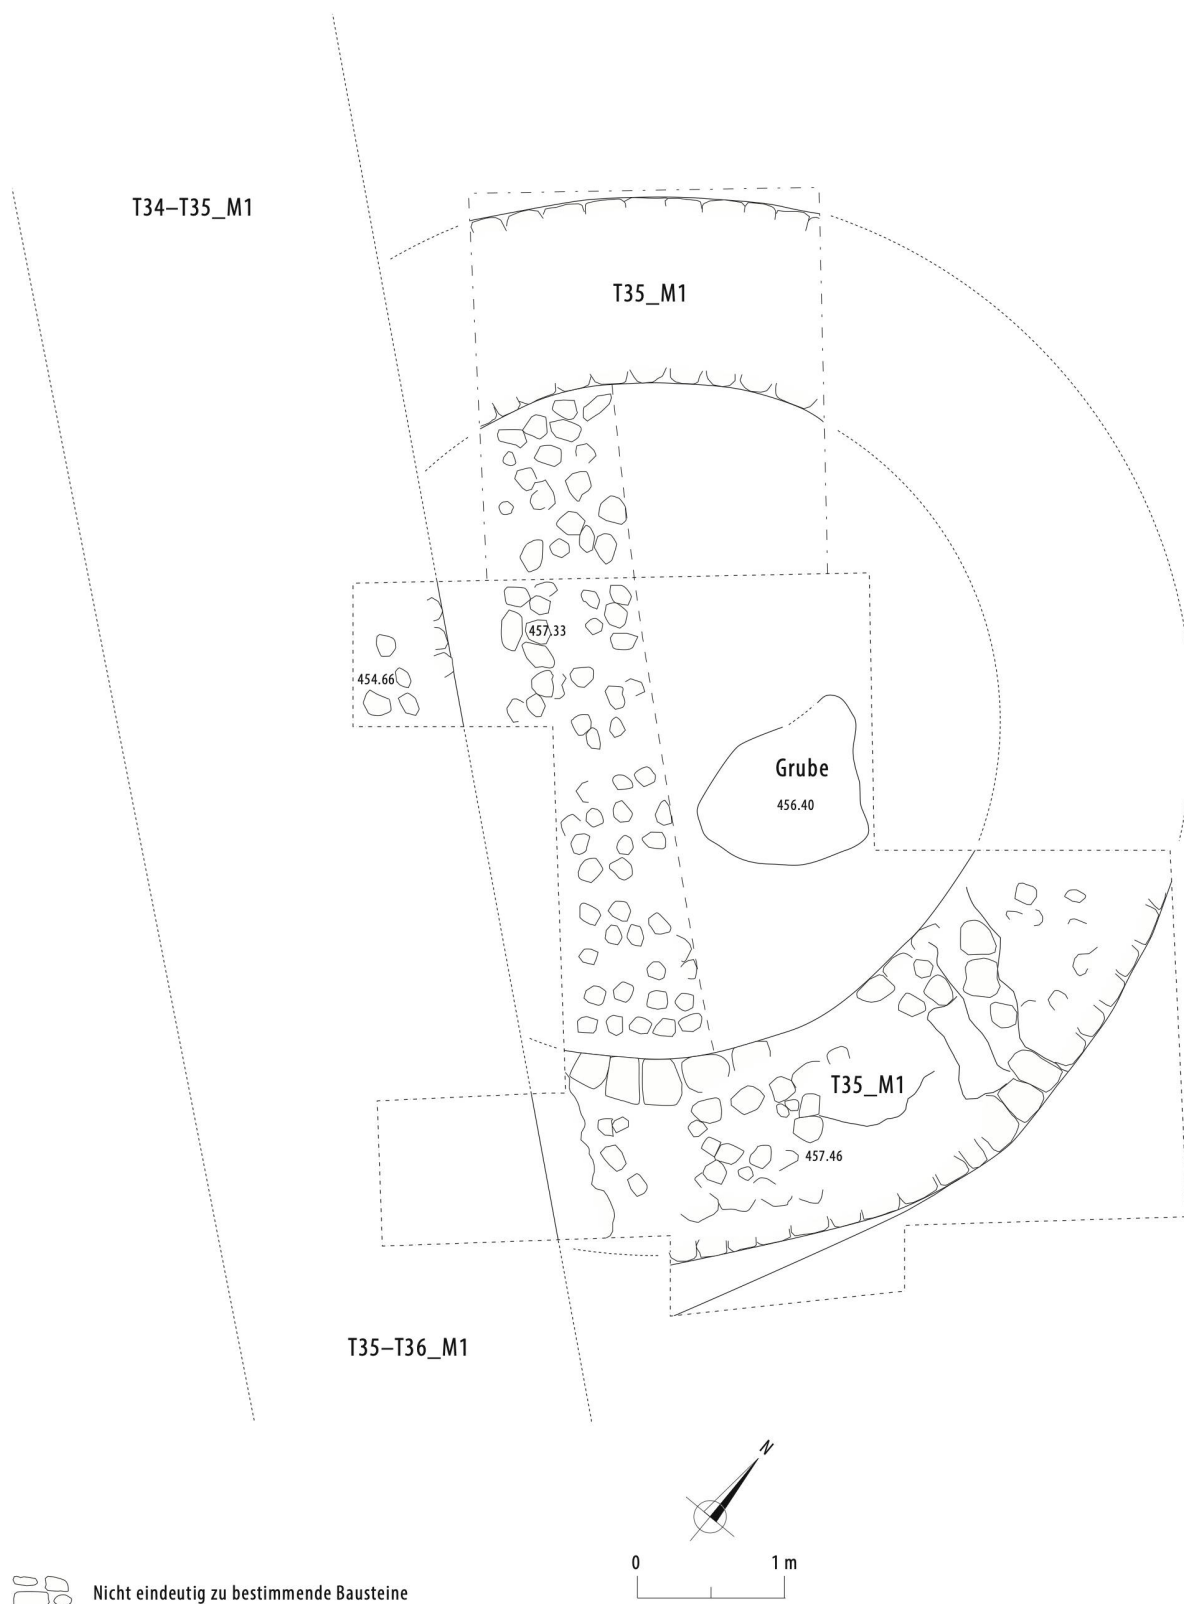 T34–T35_M1
T35_M1
457.33
454.66
Grube
456.40
T35_M1
457.46
T35–T36_M1
N
0 1 m
Nicht eindeutig zu bestimmende Bausteine